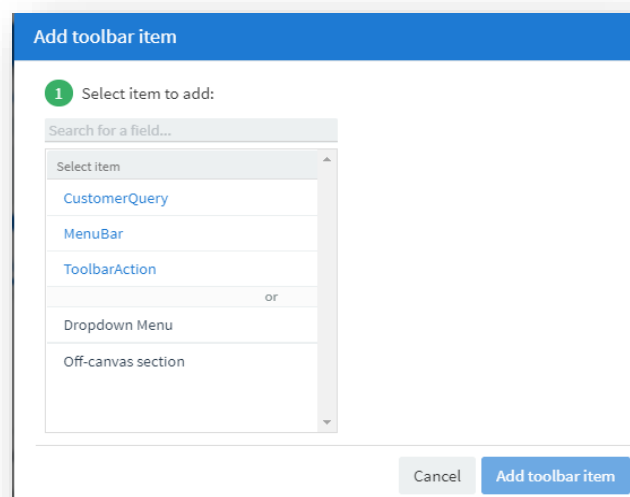 Add toolbar item
1 Select item to add:
Search for a field...
Select item
CustomerQuery
MenuBar
ToolbarAction
or
Dropdown Menu
Off-canvas section
Cancel Add toolbar item